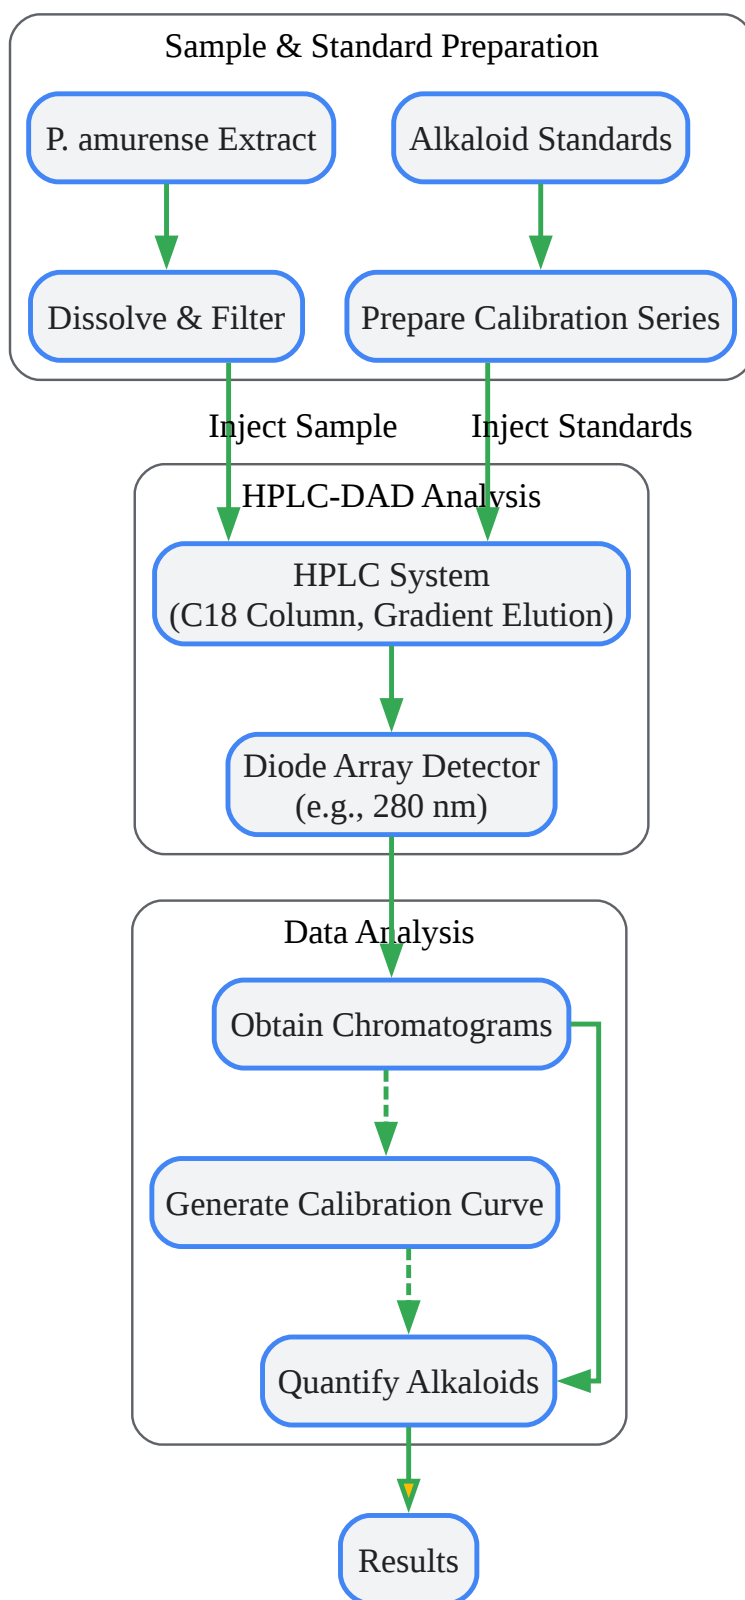 Sample & Standard Preparation
P. amurense Extract
Alkaloid Standards
Dissolve & Filter
Prepare Calibration Series
Inject Sample
Inject Standards
HPLC-DAD Analysis
HPLC System
(C18 Column, Gradient Elution)
Diode Array Detector
(e.g., 280 nm)
Data Analysis
Obtain Chromatograms
Generate Calibration Curve
Quantify Alkaloids
Results